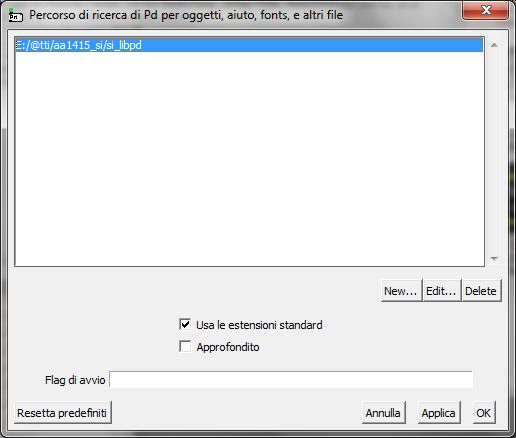 Percorso di ricerca di Pd per oggetti, aiuto, fonts, e altri file
E:/@tti/aa1415_si/si_libpd
New... Edit... Delete
Usa le estensioni standard
Approfondito
Flag di avvio
Resetta predefiniti Annulla Applica OK